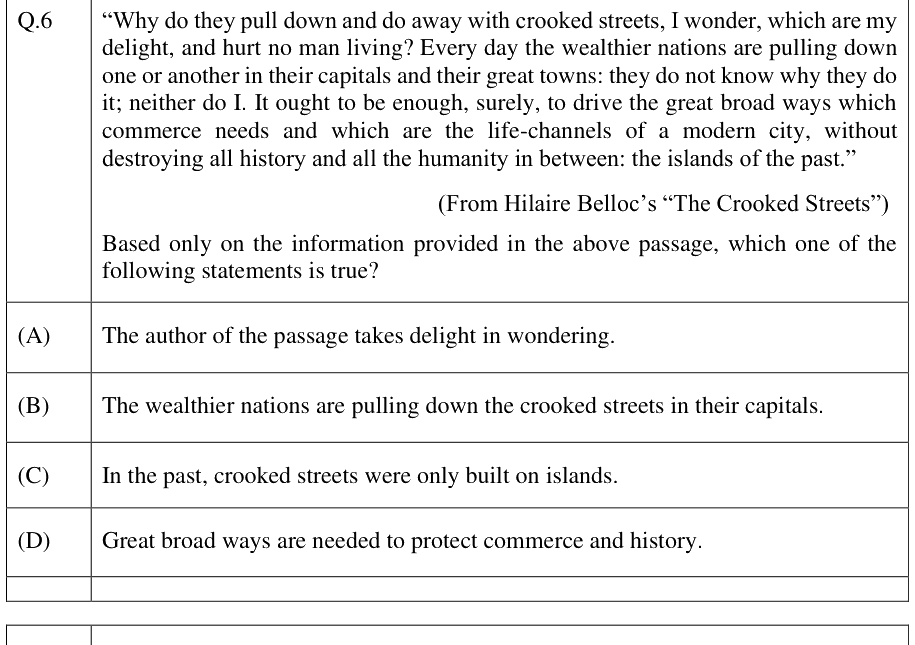 Q.6
“Why do they pull down and do away with crooked streets, I wonder, which are my
delight, and hurt no man living? Every day the wealthier nations are pulling down
one or another in their capitals and their great towns: they do not know why they do
it; neither do I. It ought to be enough, surely, to drive the great broad ways which
commerce needs and which are the life-channels of a modern city, without
destroying all history and all the humanity in between: the islands of the past.”
(From Hilaire Belloc’s “The Crooked Streets”)
Based only on the information provided in the above passage, which one of the
following statements is true?
(A) The author of the passage takes delight in wondering.
(B) The wealthier nations are pulling down the crooked streets in their capitals.
(C) In the past, crooked streets were only built on islands.
(D) Great broad ways are needed to protect commerce and history.